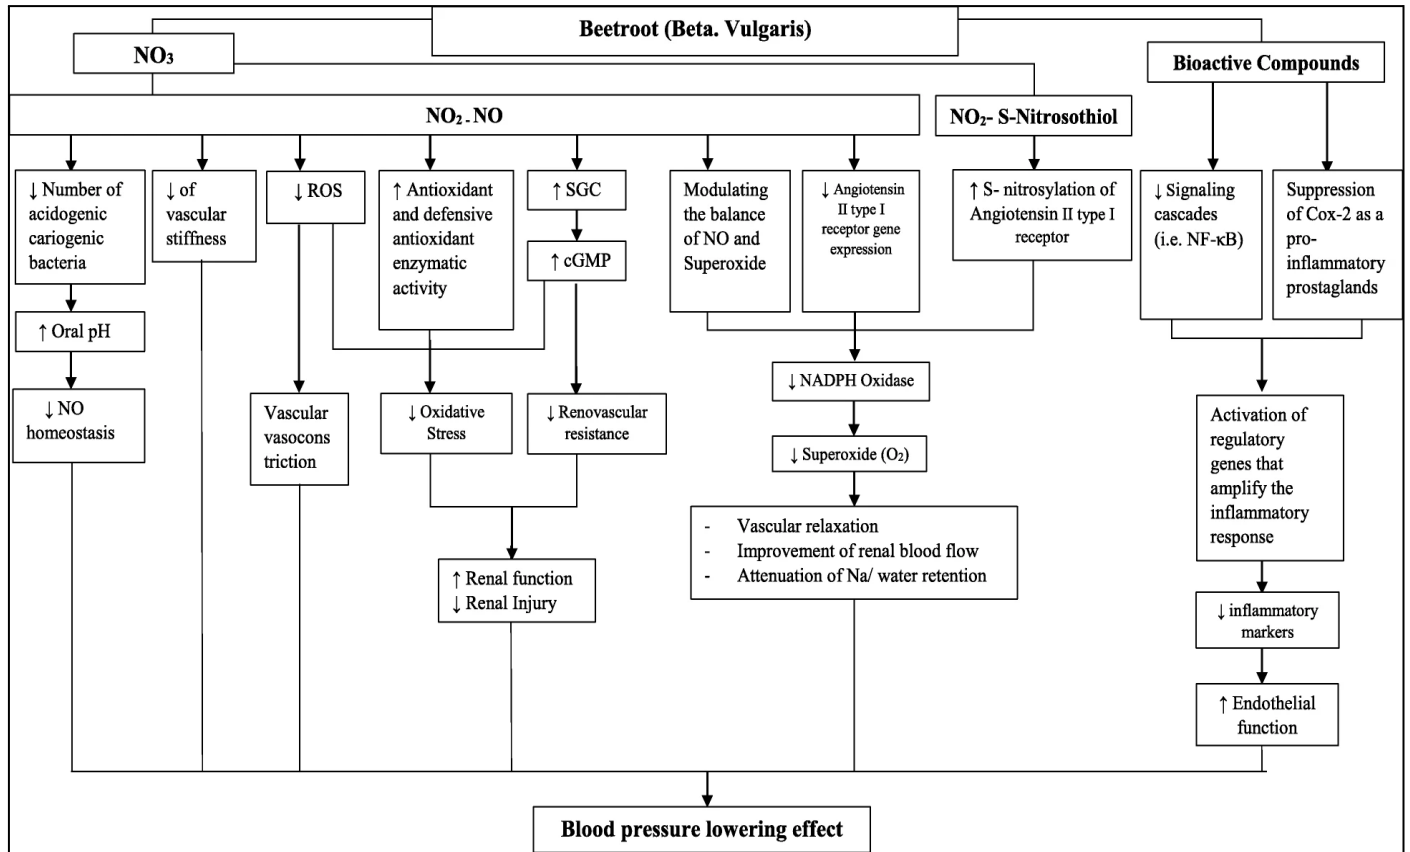 Beetroot (Beta. Vulgaris)
NO₃
Bioactive Compounds
NO₂ - NO
NO₂- S-Nitrosothiol
↓ Number of
acidogenic
cariogenic
bacteria
↓ of
vascular
stiffness
↓ ROS
↑ Antioxidant
and defensive
antioxidant
enzymatic
activity
↑ SGC
↑ cGMP
Modulating
the balance
of NO and
Superoxide
↓ Angiotensin
II type I
receptor gene
expression
↑ S- nitrosylation of
Angiotensin II type I
receptor
↓ Signaling
cascades
(i.e. NF-κB)
Suppression
of Cox-2 as a
pro-
inflammatory
prostaglands
↑ Oral pH
↓ NO
homeostasis
Vascular
vasocons
triction
↓ Oxidative
Stress
↓ Renovascular
resistance
↓ NADPH Oxidase
↓ Superoxide (O₂)
Activation of
regulatory
genes that
amplify the
inflammatory
response
- Vascular relaxation
- Improvement of renal blood flow
- Attenuation of Na/ water retention
↑ Renal function
↓ Renal Injury
↓ inflammatory
markers
↑ Endothelial
function
Blood pressure lowering effect